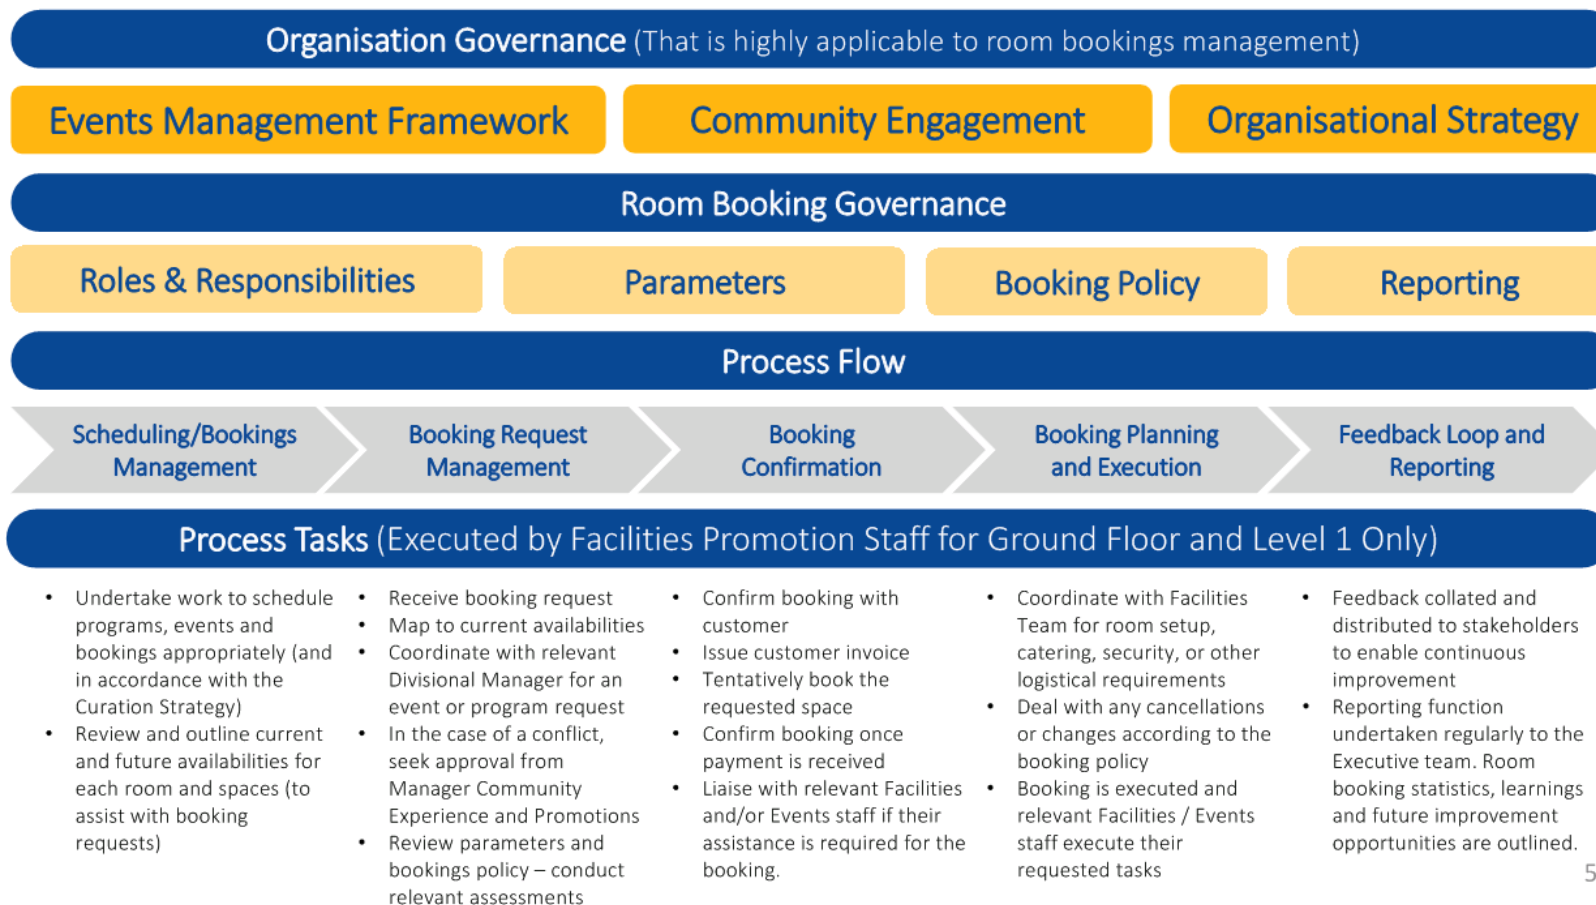 Organisation Governance (That is highly applicable to room bookings management)
Events Management Framework
Community Engagement
Organisational Strategy
Room Booking Governance
Roles & Responsibilities
Parameters
Booking Policy
Reporting
Process Flow
Scheduling/Bookings
Management
Booking Request
Management
Booking
Confirmation
Booking Planning
and Execution
Feedback Loop and
Reporting
Process Tasks (Executed by Facilities Promotion Staff for Ground Floor and Level 1 Only)
• Undertake work to schedule
programs, events and
bookings appropriately (and
in accordance with the
Curation Strategy)
• Review and outline current
and future availabilities for
each room and spaces (to
assist with booking
requests)
• Receive booking request
• Map to current availabilities
• Coordinate with relevant
Divisional Manager for an
event or program request
• In the case of a conflict,
seek approval from
Manager Community
Experience and Promotions
• Review parameters and
bookings policy – conduct
relevant assessments
• Confirm booking with
customer
• Issue customer invoice
• Tentatively book the
requested space
• Confirm booking once
payment is received
• Liaise with relevant Facilities
and/or Events staff if their
assistance is required for the
booking.
• Coordinate with Facilities
Team for room setup,
catering, security, or other
logistical requirements
• Deal with any cancellations
or changes according to the
booking policy
• Booking is executed and
relevant Facilities / Events
staff execute their
requested tasks
• Feedback collated and
distributed to stakeholders
to enable continuous
improvement
• Reporting function
undertaken regularly to the
Executive team. Room
booking statistics, learnings
and future improvement
opportunities are outlined.
5